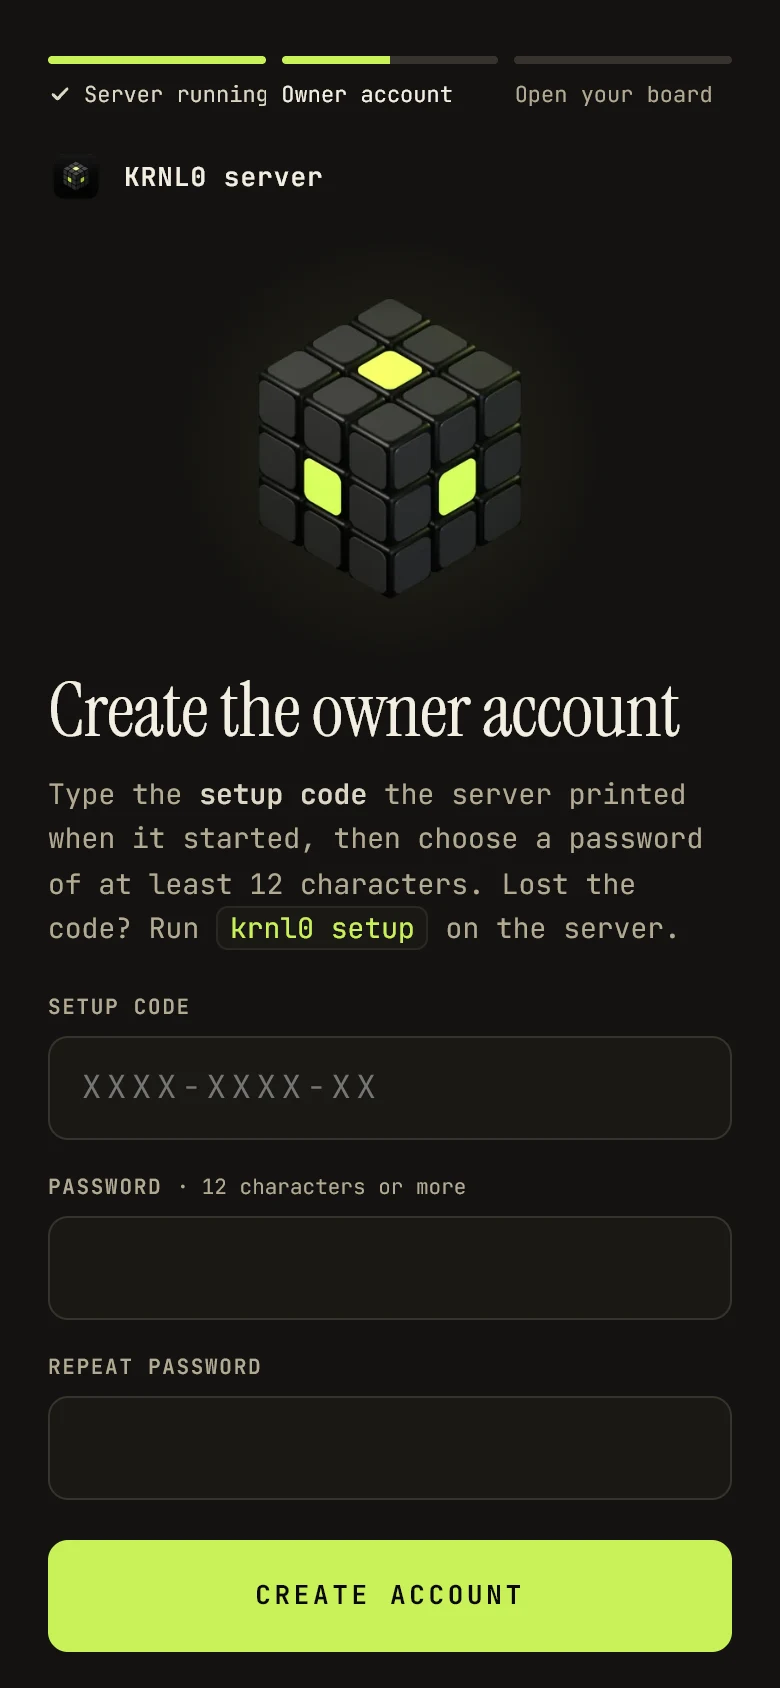 Server running
Owner account
Open your board
KRNL0 server
Create the owner account
Type the setup code the server printed
when it started, then choose a password
of at least 12 characters. Lost the
code? Run krnl0 setup on the server.
SETUP CODE
XXXX-XXXX-XX
PASSWORD · 12 characters or more
REPEAT PASSWORD
CREATE ACCOUNT